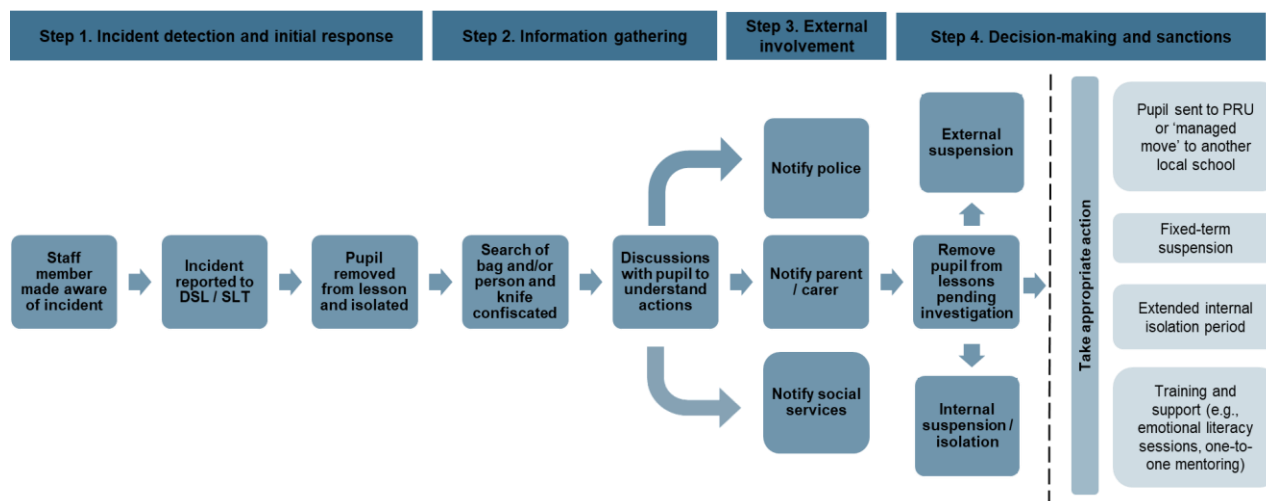 Step 1. Incident detection and initial response
Step 2. Information gathering
Step 3. External
involvement
Step 4. Decision-making and sanctions
Staff
member
made aware
of incident
Incident
reported to
DSL / SLT
Pupil
removed
from lesson
and isolated
Search of
bag and/or
person and
knife
confiscated
Discussions
with pupil to
understand
actions
Notify police
Notify parent
/ carer
Notify social
services
External
suspension
Remove
pupil from
lessons
pending
investigation
Internal
suspension /
isolation
Take appropriate action
Pupil sent to PRU
or ‘managed
move’ to another
local school
Fixed-term
suspension
Extended internal
isolation period
Training and
support (e.g.,
emotional literacy
sessions, one-to-
one mentoring)